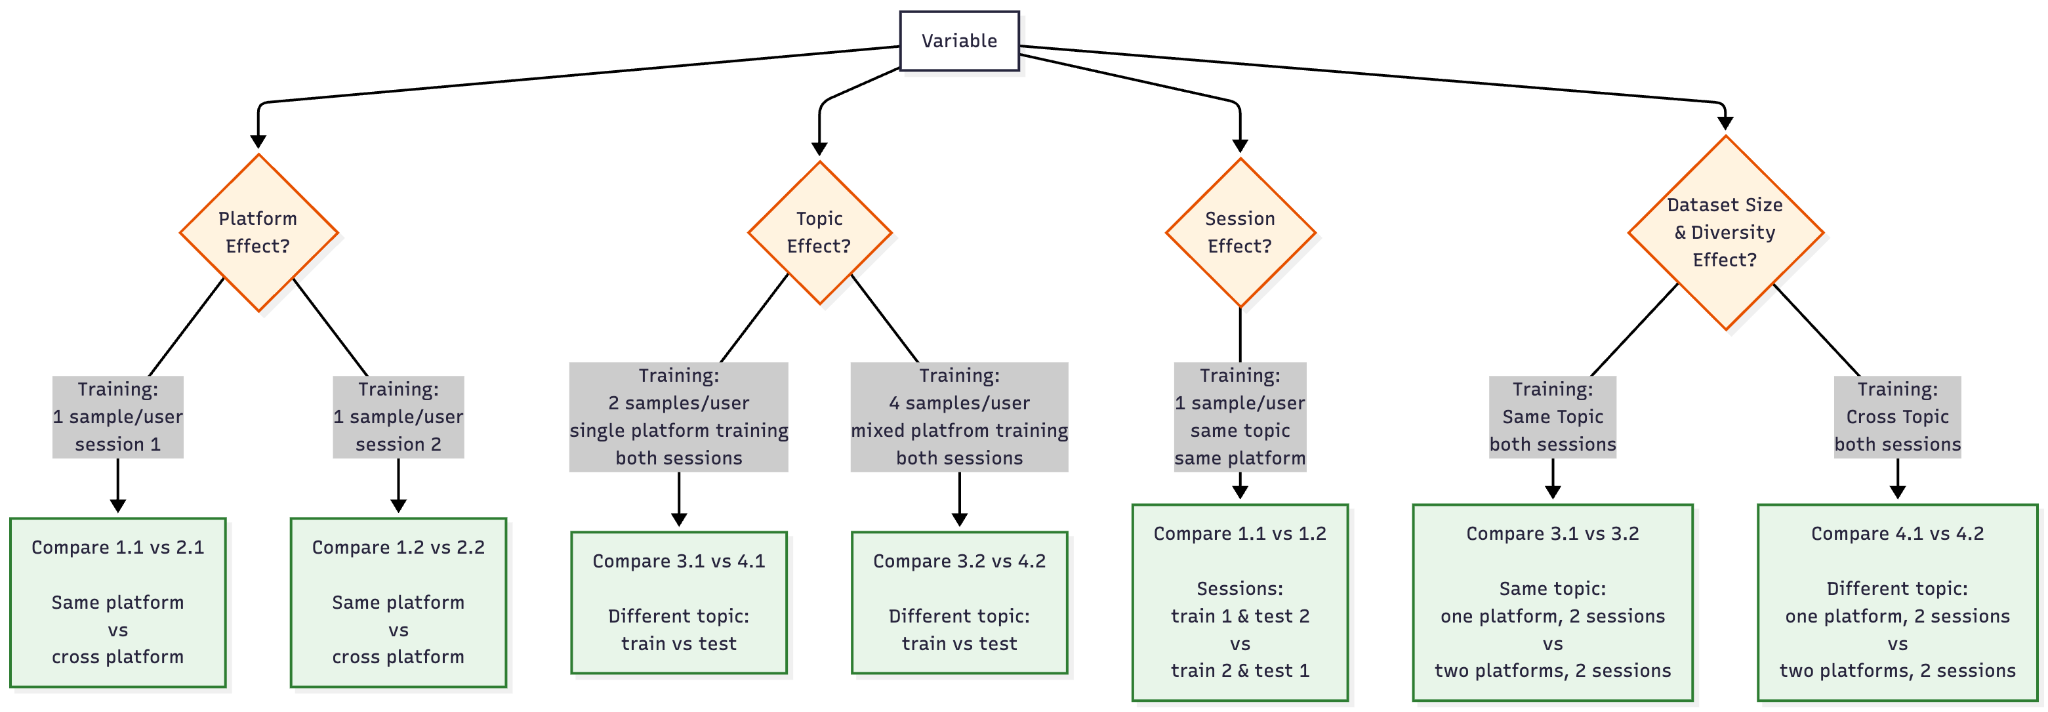 Variable
Platform
Effect?
Topic
Effect?
Session
Effect?
Dataset Size
& Diversity
Effect?
Training:
1 sample/user
session 1
Training:
1 sample/user
session 2
Training:
2 samples/user
single platform training
both sessions
Training:
4 samples/user
mixed platfrom training
both sessions
Training:
1 sample/user
same topic
same platform
Training:
Same Topic
both sessions
Training:
Cross Topic
both sessions
Compare 1.1 vs 2.1
Same platform
vs
cross platform
Compare 1.2 vs 2.2
Same platform
vs
cross platform
Compare 3.1 vs 4.1
Different topic:
train vs test
Compare 3.2 vs 4.2
Different topic:
train vs test
Compare 1.1 vs 1.2
Sessions:
train 1 & test 2
vs
train 2 & test 1
Compare 3.1 vs 3.2
Same topic:
one platform, 2 sessions
vs
two platforms, 2 sessions
Compare 4.1 vs 4.2
Different topic:
one platform, 2 sessions
vs
two platforms, 2 sessions